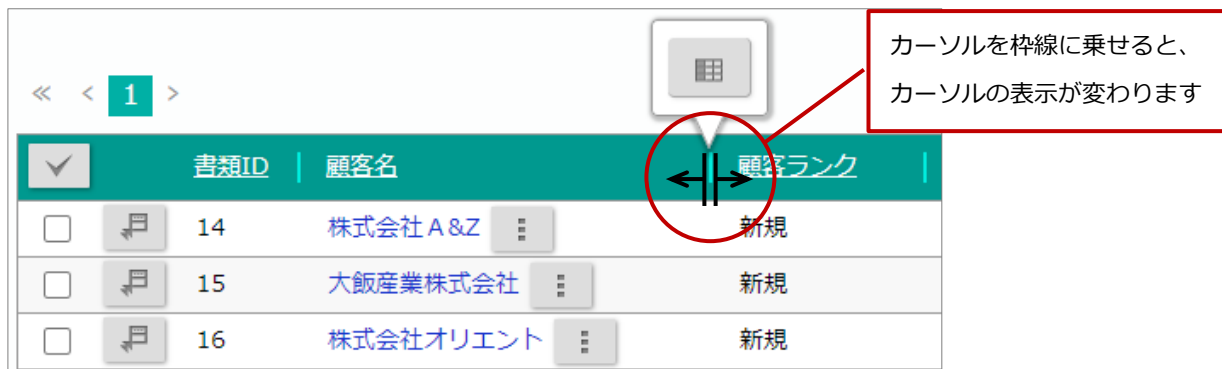 カーソルを枠線に乗せると、
カーソルの表示が変わります
« < 1 >
書類ID 顧客名 顧客ランク
14 株式会社A&Z 新規
15 大飯産業株式会社 新規
16 株式会社オリエント 新規